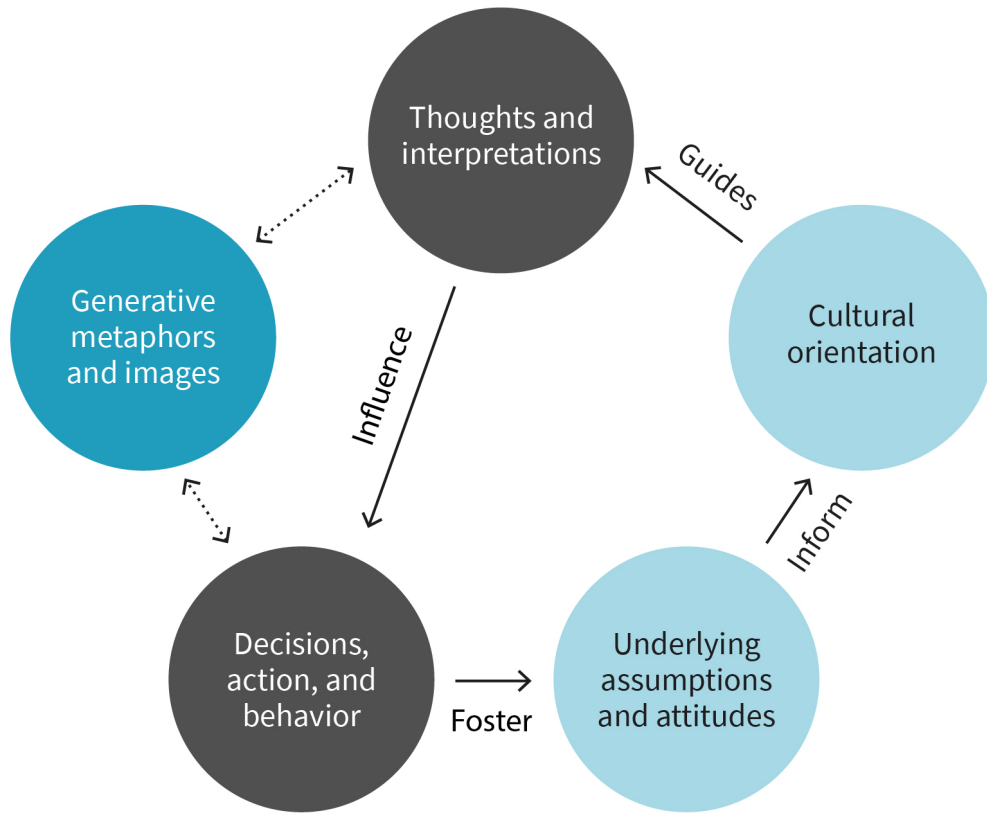 Thoughts and
interpretations
Guides
Cultural
orientation
Inform
Underlying
assumptions
and attitudes
Foster
Decisions,
action, and
behavior
Influence
Generative
metaphors
and images